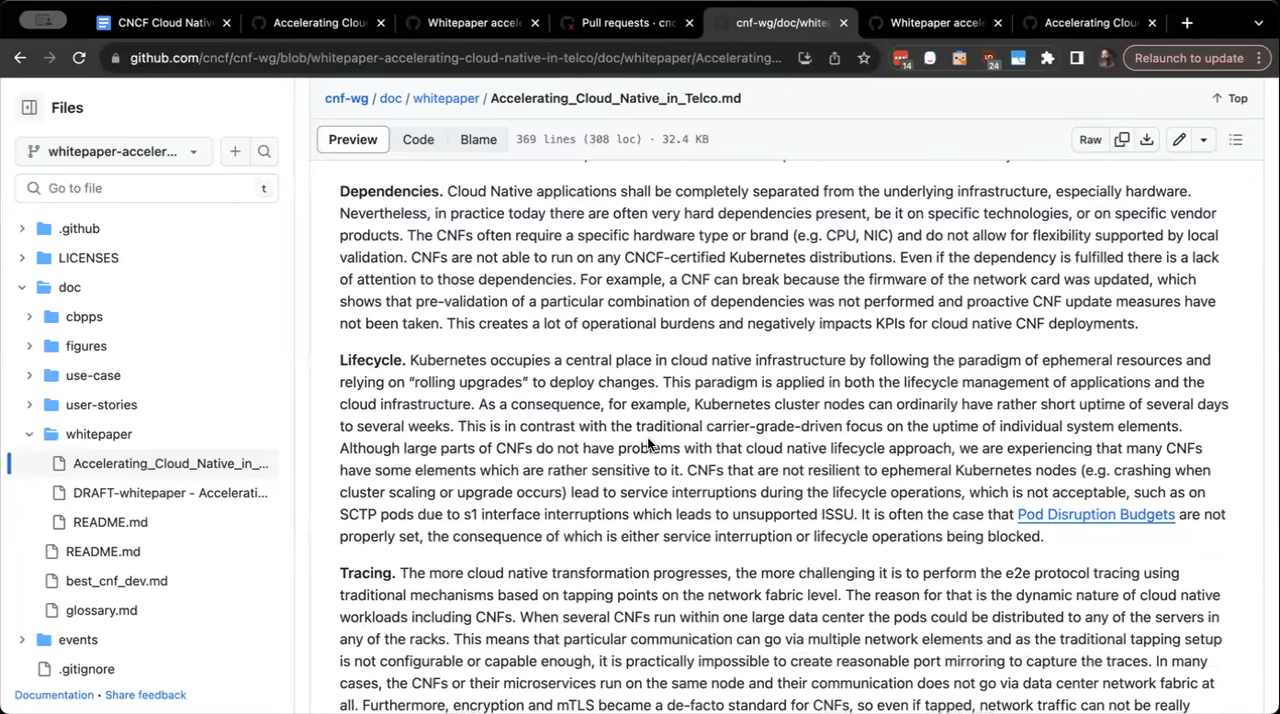 CNCF Cloud Nativ
Accelerating Clou
Whitepaper accel
Pull requests · cnc
cnf-wg/doc/white
Whitepaper accel
Accelerating Clou
github.com/cncf/cnf-wg/blob/whitepaper-accelerating-cloud-native-in-telco/doc/whitepaper/Accelerating...
14
24
Relaunch to update
Files
whitepaper-acceler...
Go to file
t
.github
LICENSES
doc
cbpps
figures
use-case
user-stories
whitepaper
Accelerating_Cloud_Native_in_...
DRAFT-whitepaper - Accelerati...
README.md
README.md
best_cnf_dev.md
glossary.md
events
.gitignore
Documentation · Share feedback
cnf-wg / doc / whitepaper / Accelerating_Cloud_Native_in_Telco.md
Top
Preview
Code
Blame
369 lines (308 loc) · 32.4 KB
Raw
Dependencies. Cloud Native applications shall be completely separated from the underlying infrastructure, especially hardware.
Nevertheless, in practice today there are often very hard dependencies present, be it on specific technologies, or on specific vendor
products. The CNFs often require a specific hardware type or brand (e.g. CPU, NIC) and do not allow for flexibility supported by local
validation. CNFs are not able to run on any CNCF-certified Kubernetes distributions. Even if the dependency is fulfilled there is a lack
of attention to those dependencies. For example, a CNF can break because the firmware of the network card was updated, which
shows that pre-validation of a particular combination of dependencies was not performed and proactive CNF update measures have
not been taken. This creates a lot of operational burdens and negatively impacts KPIs for cloud native CNF deployments.
Lifecycle. Kubernetes occupies a central place in cloud native infrastructure by following the paradigm of ephemeral resources and
relying on “rolling upgrades” to deploy changes. This paradigm is applied in both the lifecycle management of applications and the
cloud infrastructure. As a consequence, for example, Kubernetes cluster nodes can ordinarily have rather short uptime of several days
to several weeks. This is in contrast with the traditional carrier-grade-driven focus on the uptime of individual system elements.
Although large parts of CNFs do not have problems with that cloud native lifecycle approach, we are experiencing that many CNFs
have some elements which are rather sensitive to it. CNFs that are not resilient to ephemeral Kubernetes nodes (e.g. crashing when
cluster scaling or upgrade occurs) lead to service interruptions during the lifecycle operations, which is not acceptable, such as on
SCTP pods due to s1 interface interruptions which leads to unsupported ISSU. It is often the case that Pod Disruption Budgets are not
properly set, the consequence of which is either service interruption or lifecycle operations being blocked.
Tracing. The more cloud native transformation progresses, the more challenging it is to perform the e2e protocol tracing using
traditional mechanisms based on tapping points on the network fabric level. The reason for that is the dynamic nature of cloud native
workloads including CNFs. When several CNFs run within one large data center the pods could be distributed to any of the servers in
any of the racks. This means that particular communication can go via multiple network elements and as the traditional tapping setup
is not configurable or capable enough, it is practically impossible to create reasonable port mirroring to capture the traces. In many
cases, the CNFs or their microservices run on the same node and their communication does not go via data center network fabric at
all. Furthermore, encryption and mTLS became a de-facto standard for CNFs, so even if tapped, network traffic can not be really